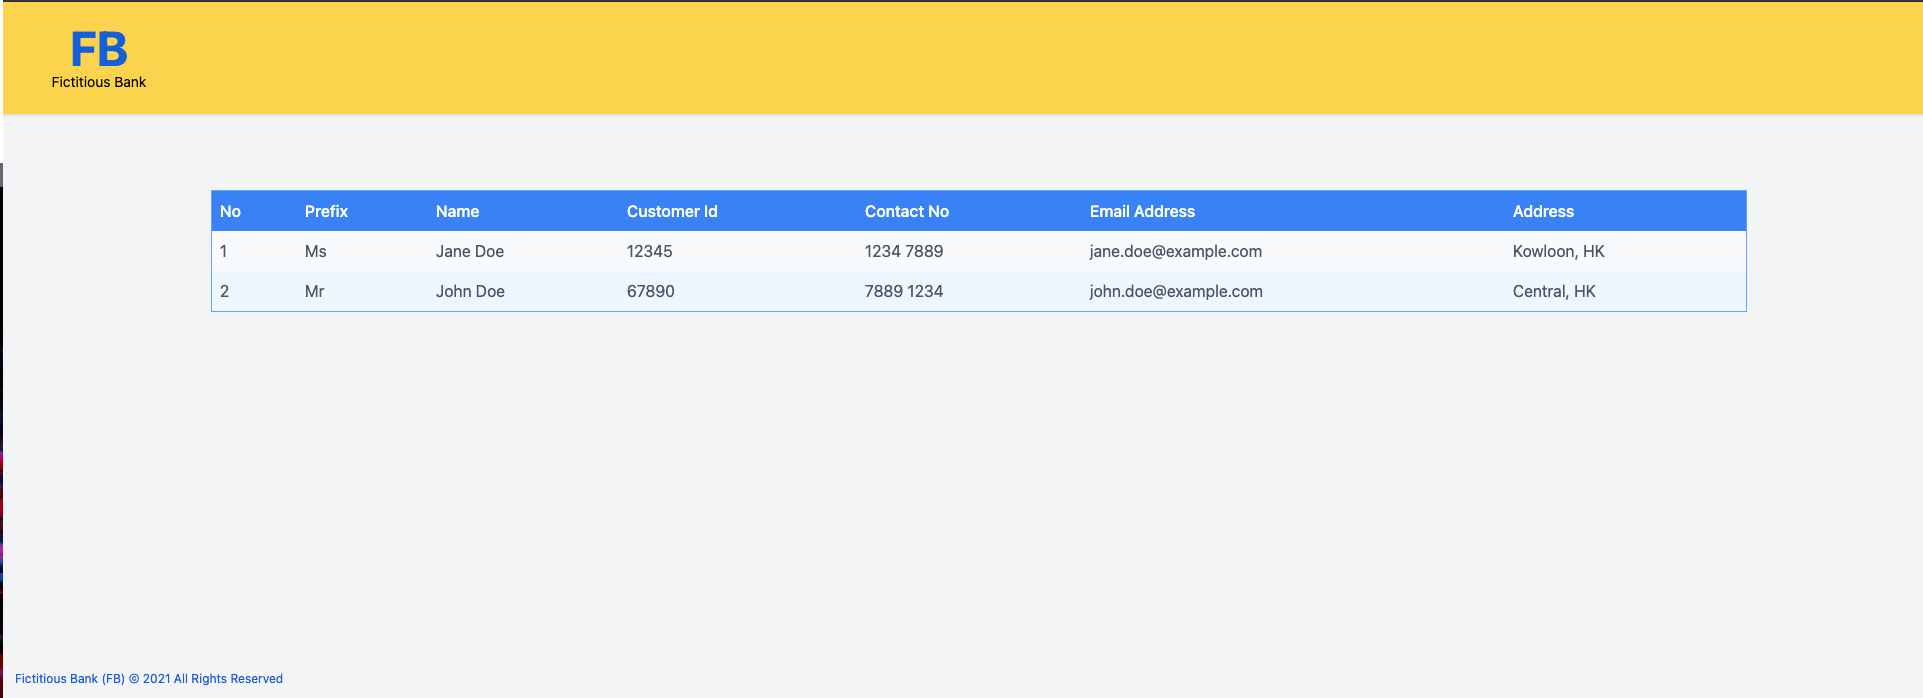 FB
Fictitious Bank
No Prefix Name Customer Id Contact No Email Address Address
1 Ms Jane Doe 12345 1234 7889 jane.doe@example.com Kowloon, HK
2 Mr John Doe 67890 7889 1234 john.doe@example.com Central, HK
Fictitious Bank (FB) © 2021 All Rights Reserved